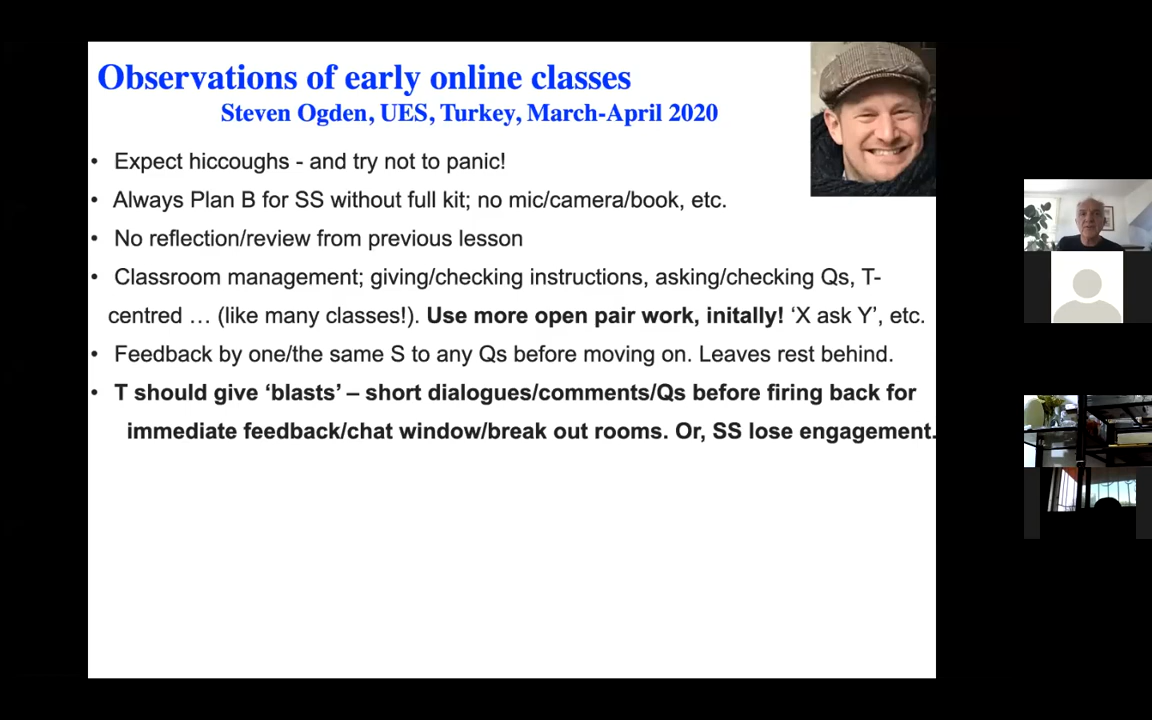 Observations of early online classes
Steven Ogden, UES, Turkey, March-April 2020
• Expect hiccoughs - and try not to panic!
• Always Plan B for SS without full kit; no mic/camera/book, etc.
• No reflection/review from previous lesson
• Classroom management; giving/checking instructions, asking/checking Qs, T-
centred … (like many classes!). Use more open pair work, initally! ‘X ask Y’, etc.
• Feedback by one/the same S to any Qs before moving on. Leaves rest behind.
• T should give ‘blasts’ – short dialogues/comments/Qs before firing back for
immediate feedback/chat window/break out rooms. Or, SS lose engagement.